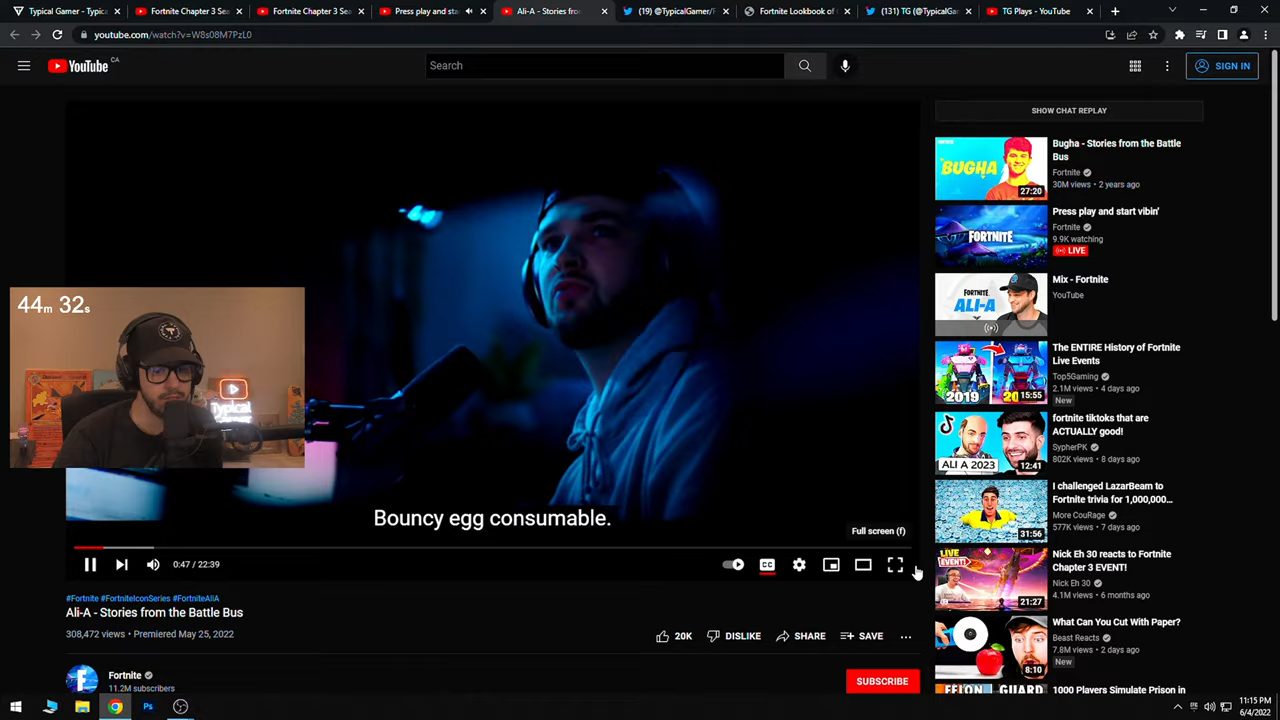 Typical Gamer - Typic
Fortnite Chapter 3 Sea
Fortnite Chapter 3 Sea
Press play and sta
Ali-A - Stories from
(19) @TypicalGamer/F
Fortnite Lookbook of
(131) TG (@TypicalGa
TG Plays - YouTube
youtube.com/watch?v=W8s08M7PzL0
YouTube CA
Search
SIGN IN
SHOW CHAT REPLAY
BUGHA
27:20
Bugha - Stories from the Battle
Bus
Fortnite
30M views • 2 years ago
FORTNITE
Press play and start vibin'
Fortnite
9.9K watching
LIVE
FORTNITE
ALI-A
Mix - Fortnite
YouTube
44m 32s
Typical
2019
15:55
The ENTIRE History of Fortnite
Live Events
Top5Gaming
2.1M views • 4 days ago
New
ALI A 2023
12:41
fortnite tiktoks that are
ACTUALLY good!
SypherPK
802K views • 8 days ago
31:56
I challenged LazarBeam to
Fortnite trivia for 1,000,000...
More CouRage
577K views • 7 days ago
Bouncy egg consumable.
Full screen (f)
0:47 / 22:39
CC
LIVE
EVENT!
21:27
Nick Eh 30 reacts to Fortnite
Chapter 3 EVENT!
Nick Eh 30
4.1M views • 6 months ago
#Fortnite #FortniteIconSeries #FortniteAliA
Ali-A - Stories from the Battle Bus
308,472 views • Premiered May 25, 2022
20K
DISLIKE
SHARE
SAVE
8:10
What Can You Cut With Paper?
Beast Reacts
7.8M views • 2 days ago
New
Fortnite
11.2M subscribers
SUBSCRIBE
FELON GUARD
1000 Players Simulate Prison in
Ps
11:15 PM
6/4/2022